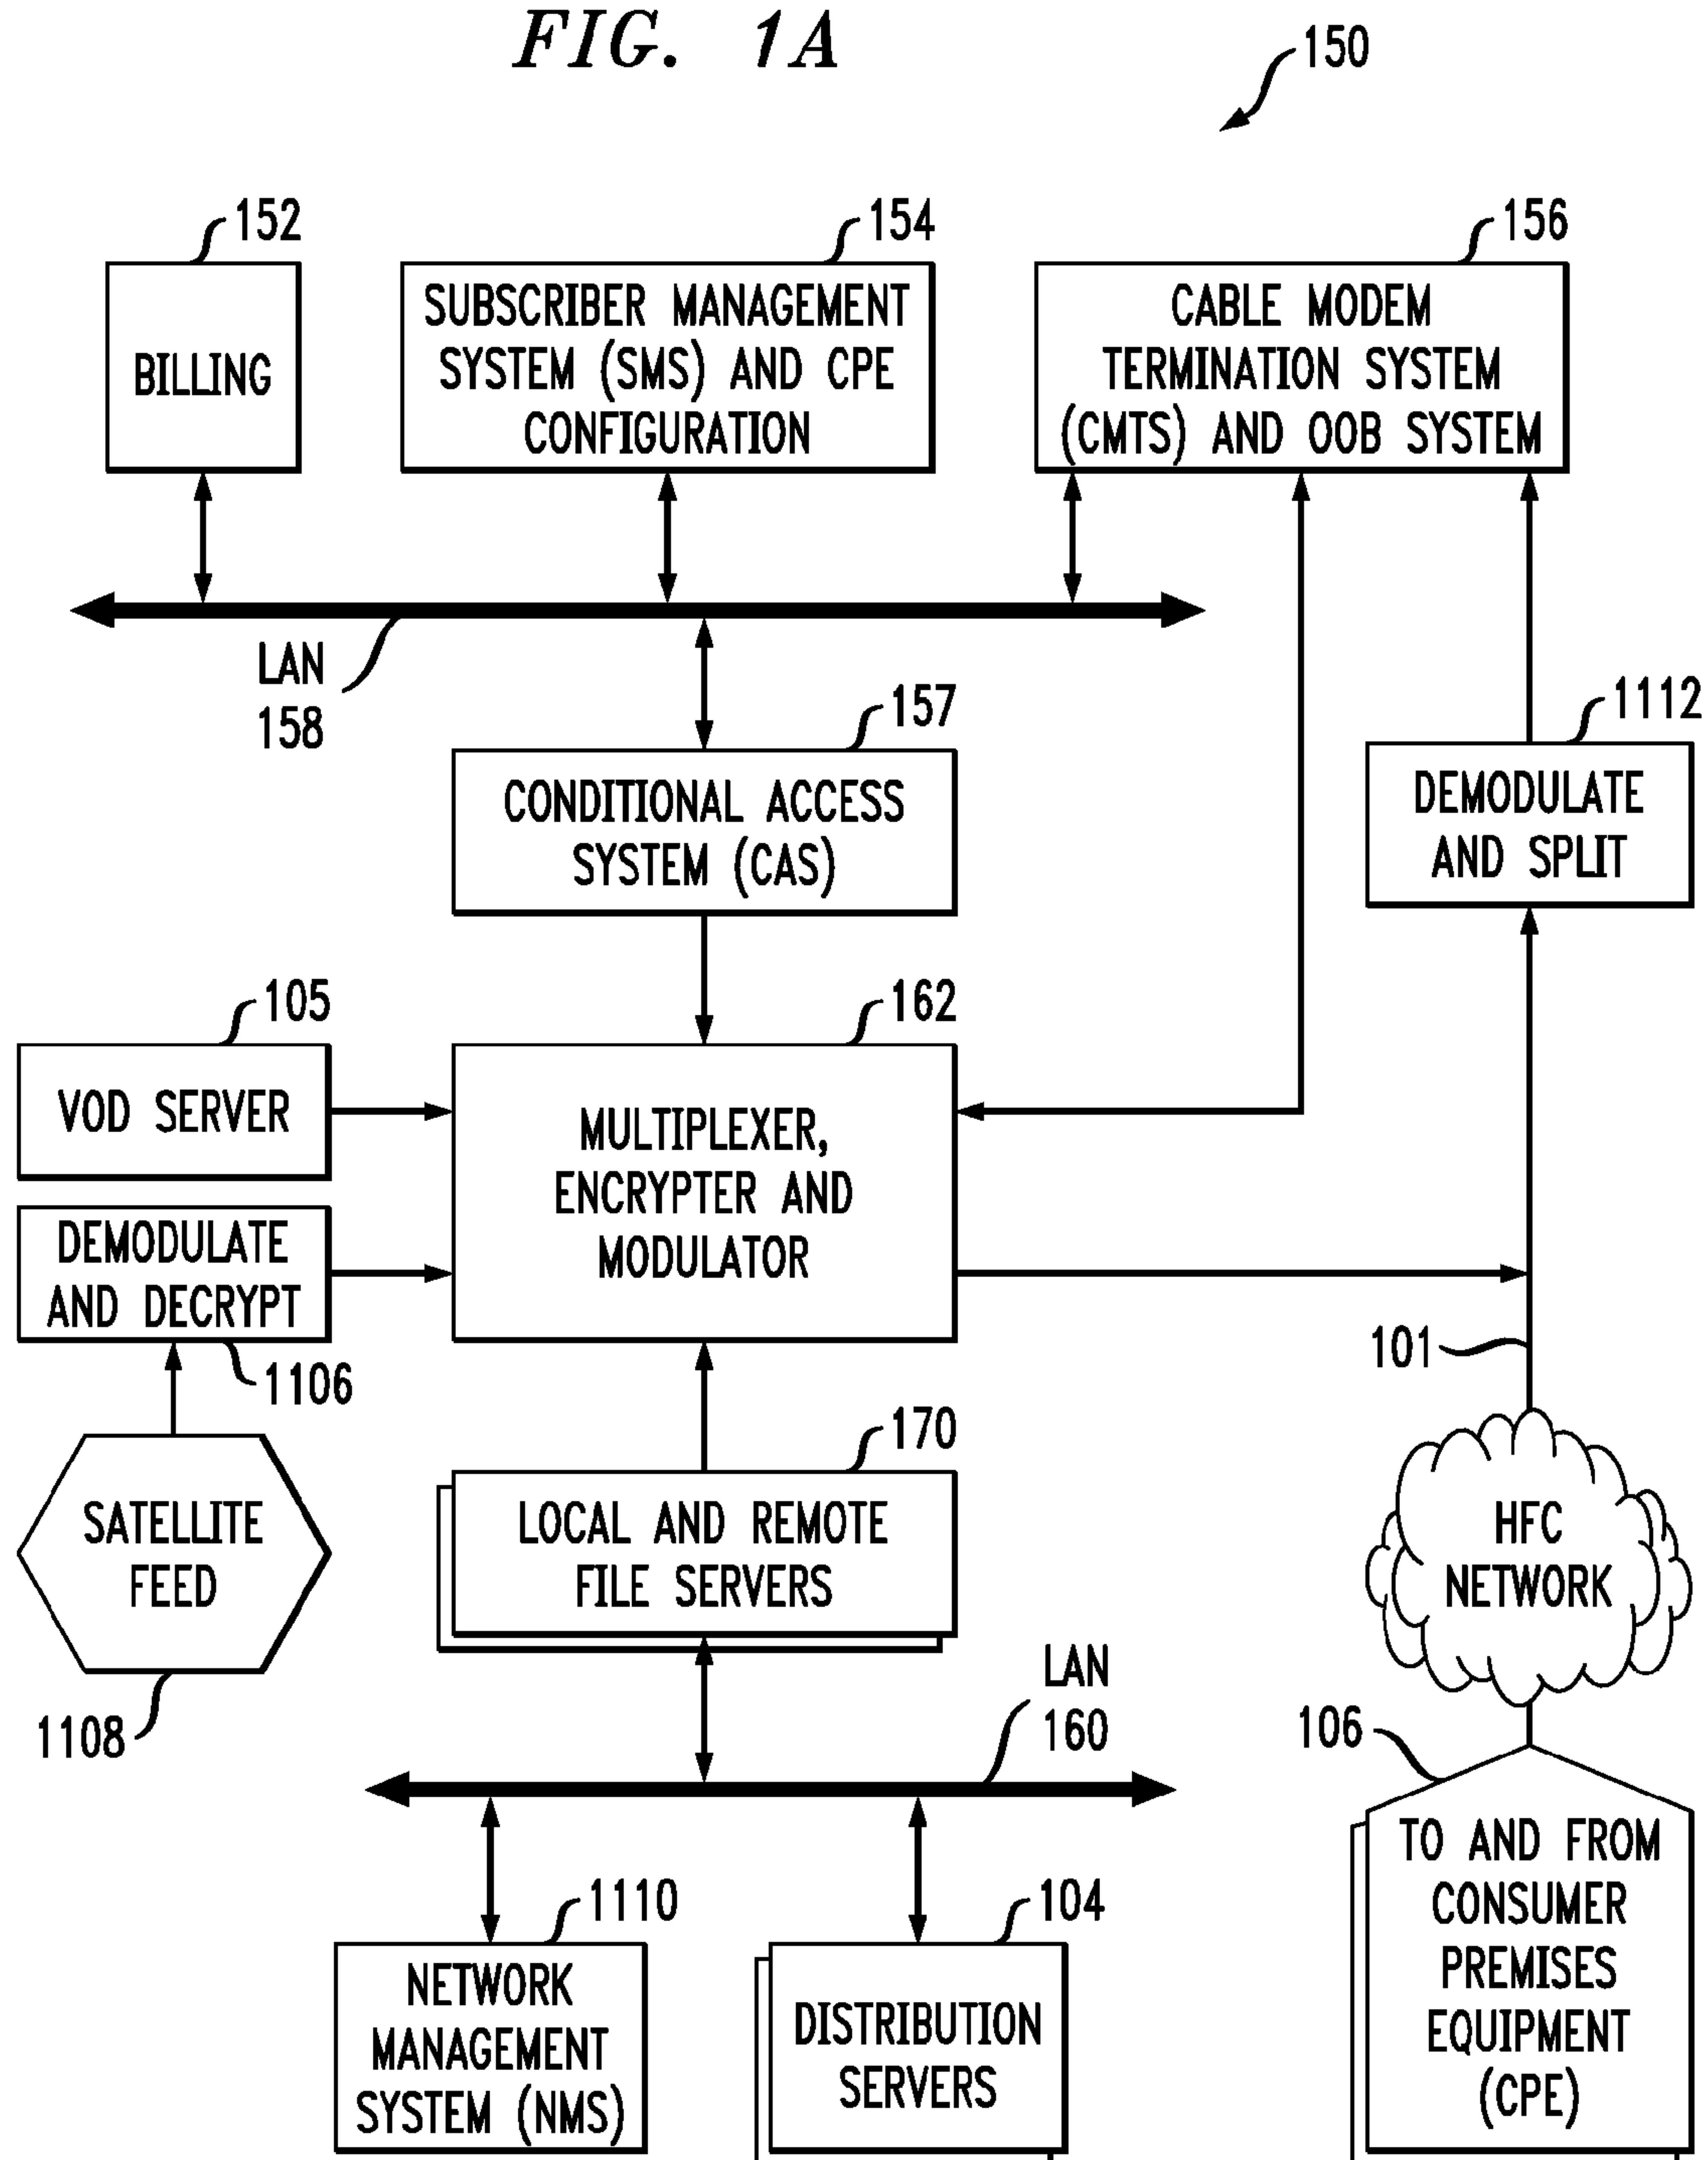 FIG. 1A
150
152
BILLING
154
SUBSCRIBER MANAGEMENT
SYSTEM (SMS) AND CPE
CONFIGURATION
156
CABLE MODEM
TERMINATION SYSTEM
(CMTS) AND OOB SYSTEM
LAN
158
157
CONDITIONAL ACCESS
SYSTEM (CAS)
1112
DEMODULATE
AND SPLIT
105
VOD SERVER
162
MULTIPLEXER,
ENCRYPTER AND
MODULATOR
DEMODULATE
AND DECRYPT
1106
101
SATELLITE
FEED
1108
170
LOCAL AND REMOTE
FILE SERVERS
HFC
NETWORK
LAN
160
106
TO AND FROM
CONSUMER
PREMISES
EQUIPMENT
(CPE)
1110
NETWORK
MANAGEMENT
SYSTEM (NMS)
104
DISTRIBUTION
SERVERS